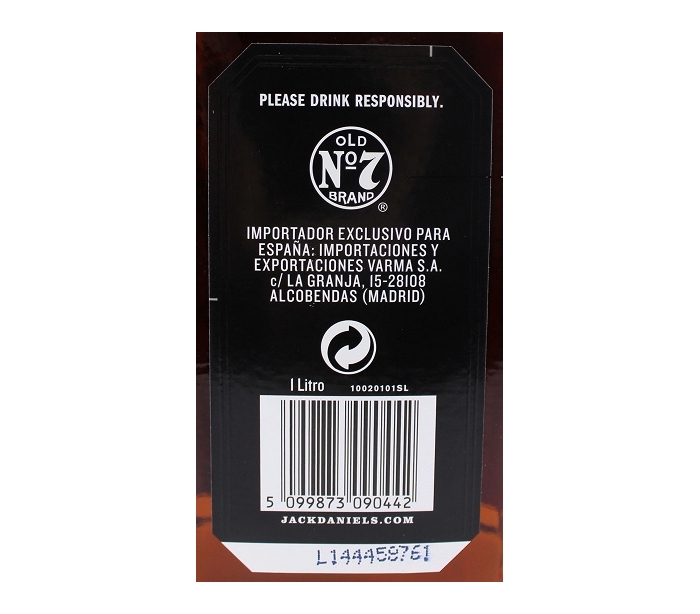 PLEASE DRINK RESPONSIBLY.
OLD
Nº7
BRAND
®
IMPORTADOR EXCLUSIVO PARA
ESPAÑA: IMPORTACIONES Y
EXPORTACIONES VARMA S.A.
c/ LA GRANJA, 15-28108
ALCOBENDAS (MADRID)
1 Litro 10020101SL
5 099873 090442
JACKDANIELS.COM
L144458761